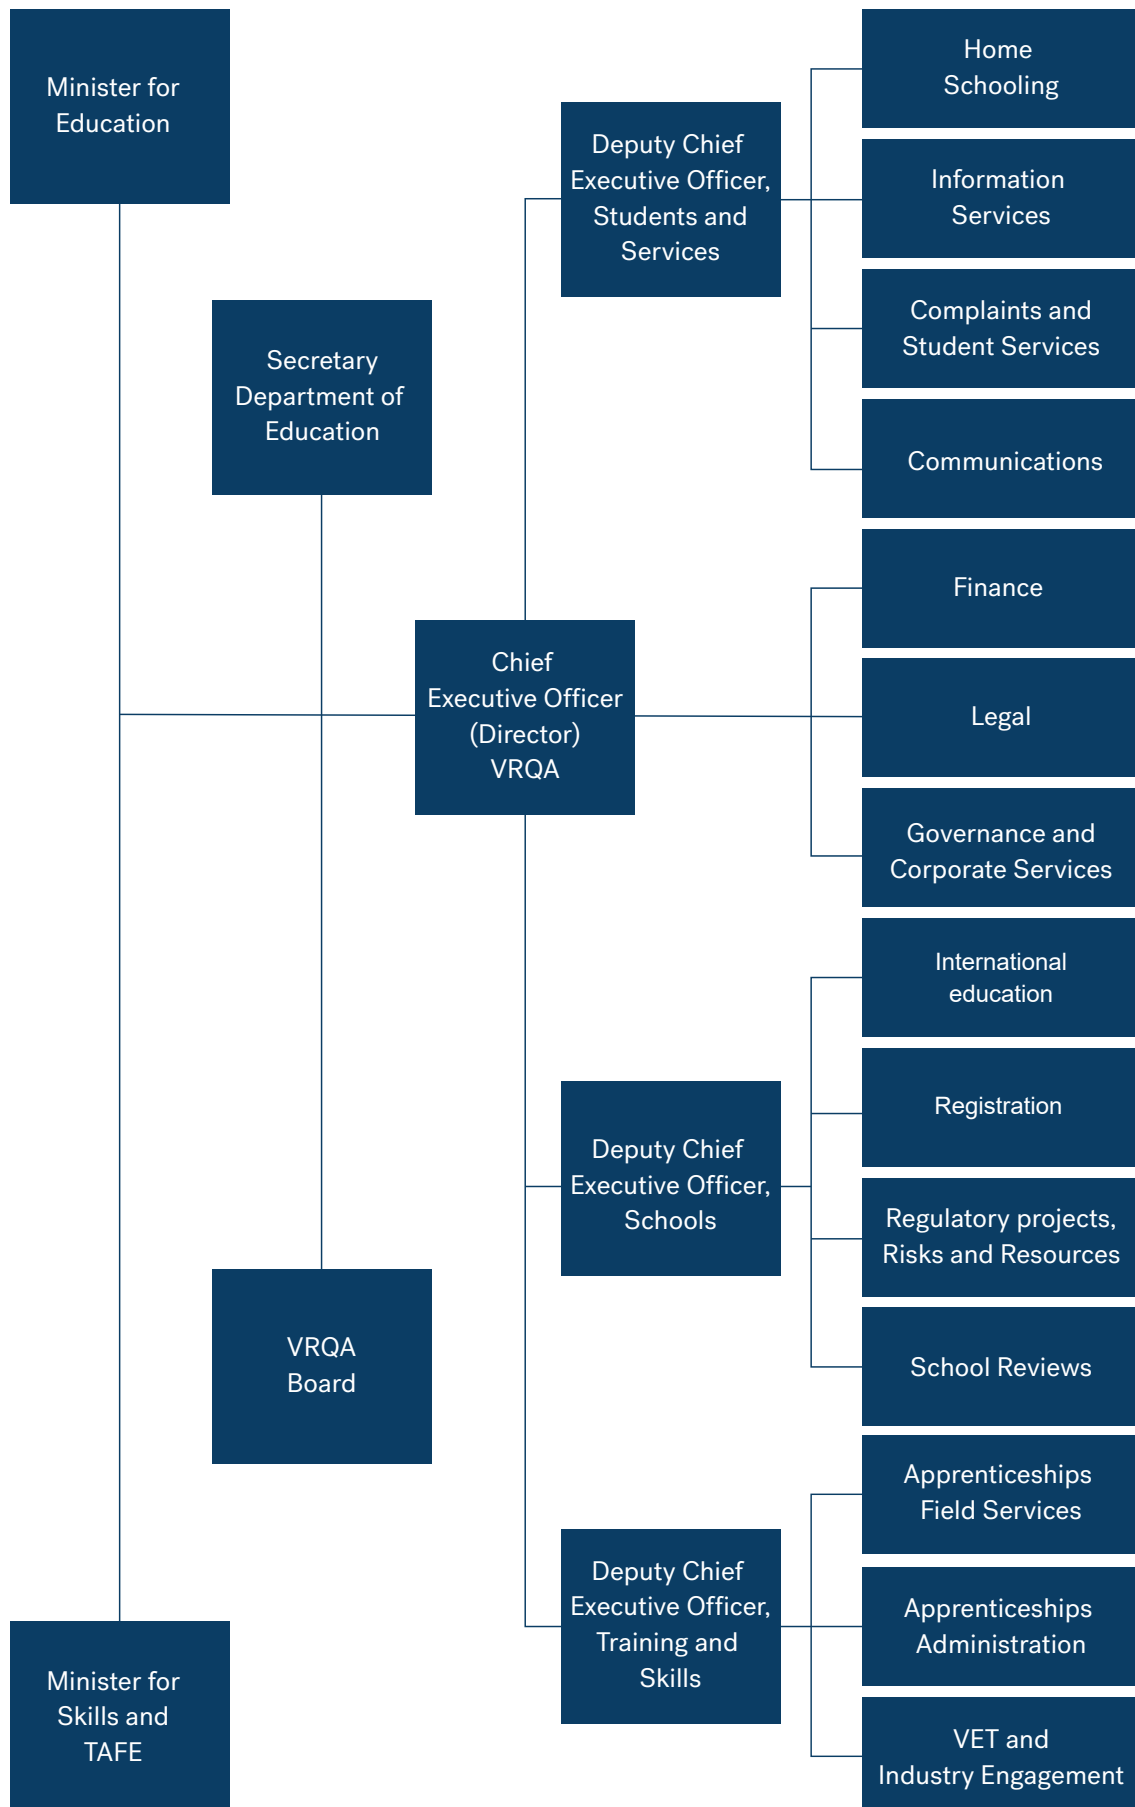 Minister for
Education
Secretary
Department of
Education
VRQA
Board
Minister for
Skills and
TAFE
Chief
Executive Officer
(Director)
VRQA
Deputy Chief
Executive Officer,
Students and
Services
Home
Schooling
Information
Services
Complaints and
Student Services
Communications
Finance
Legal
Governance and
Corporate Services
Deputy Chief
Executive Officer,
Schools
International
education
Registration
Regulatory projects,
Risks and Resources
School Reviews
Deputy Chief
Executive Officer,
Training and
Skills
Apprenticeships
Field Services
Apprenticeships
Administration
VET and
Industry Engagement